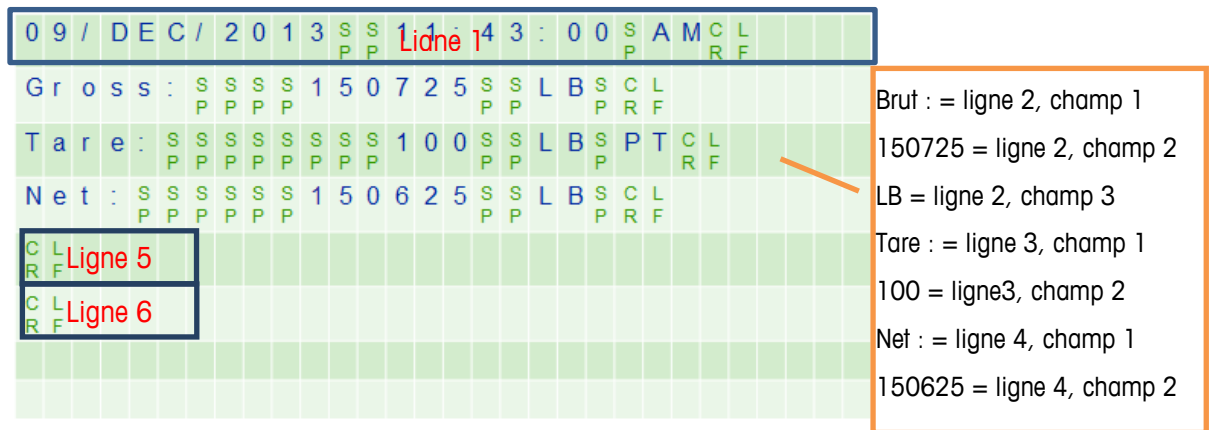 09/DEC/2013 SP SP 11:43:00 SP AM CR LF
Ligne 1
Gross: SP SP SP SP 150725 SP SP LB SP CR LF
Tare: SP SP SP SP SP SP SP SP 100 SP SP LB SP PT CR LF
Net: SP SP SP SP SP SP 150625 SP SP LB SP CR LF
CR LF Ligne 5
CR LF Ligne 6
Brut : = ligne 2, champ 1
150725 = ligne 2, champ 2
LB = ligne 2, champ 3
Tare : = ligne 3, champ 1
100 = ligne3, champ 2
Net : = ligne 4, champ 1
150625 = ligne 4, champ 2